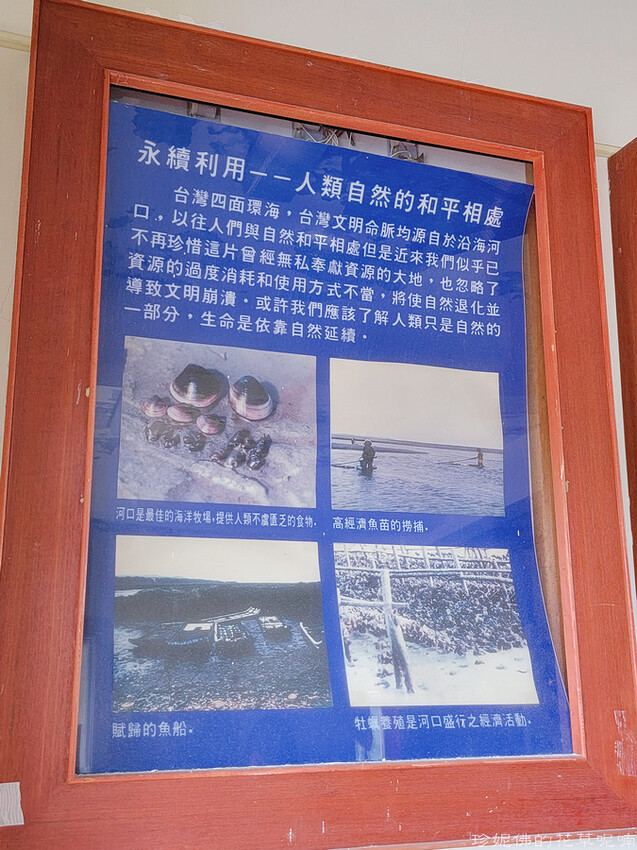 永續利用——人類自然的和平相處
台灣四面環海，台灣文明命脈均源自於沿海河
口.，以往人們與自然和平相處但是近來我們似乎已
不再珍惜這片曾經無私奉獻資源的大地，也忽略了
資源的過度消耗和使用方式不當，將使自然退化並
導致文明崩潰。或許我們應該了解人類只是自然的
一部分，生命是依靠自然延續。
河口是最佳的海洋牧場，提供人類不虞匱乏的食物.
高經濟魚苗的撈捕.
賦歸的魚船.
牡蠣養殖是河口盛行之經濟活動.
珍妮佛的花草呢喃